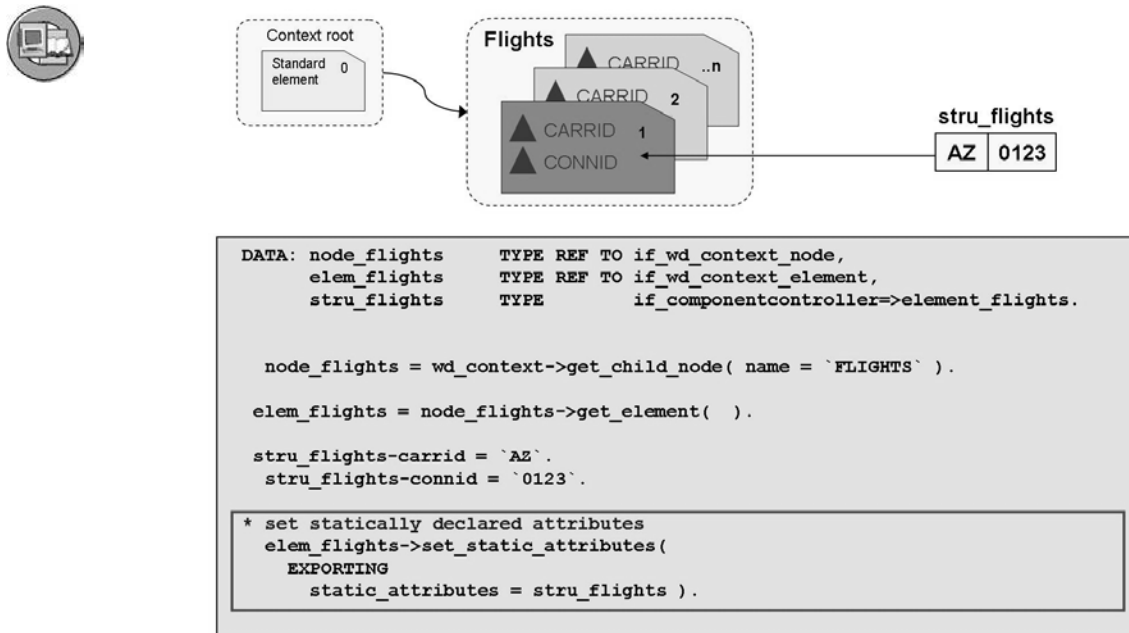 Context root
Standard
element
0
Flights
CARRID ..n
CARRID 2
CARRID 1
CONNID
stru_flights
AZ 0123
DATA: node_flights TYPE REF TO if_wd_context_node,
elem_flights TYPE REF TO if_wd_context_element,
stru_flights TYPE if_componentcontroller=>element_flights.
node_flights = wd_context->get_child_node( name = `FLIGHTS` ).
elem_flights = node_flights->get_element( ).
stru_flights-carrid = `AZ`.
stru_flights-connid = `0123`.
* set statically declared attributes
elem_flights->set_static_attributes(
EXPORTING
static_attributes = stru_flights ).